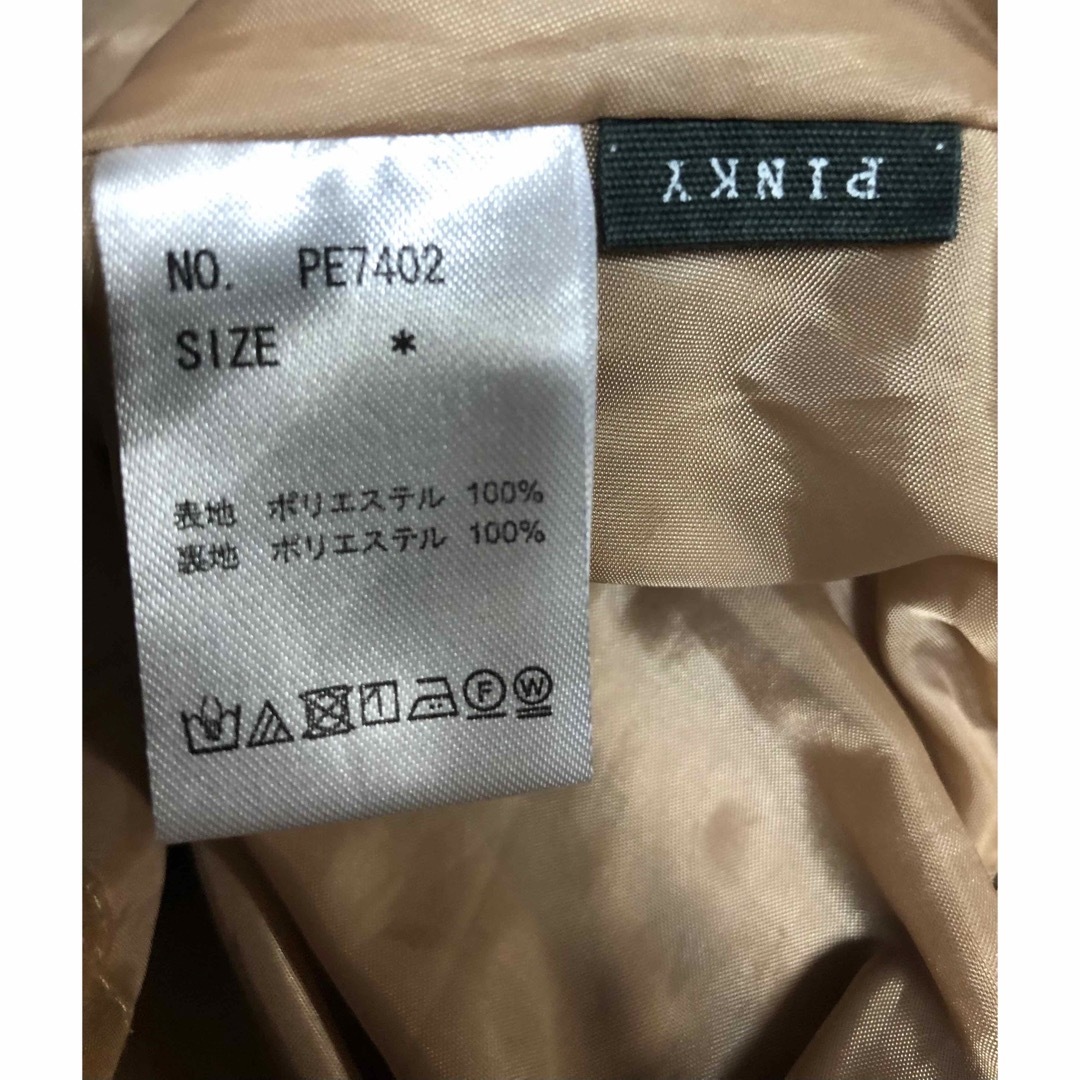 NO. PE7402
SIZE *
表地 ポリエステル 100%
裏地 ポリエステル 100%
F W
PINKY